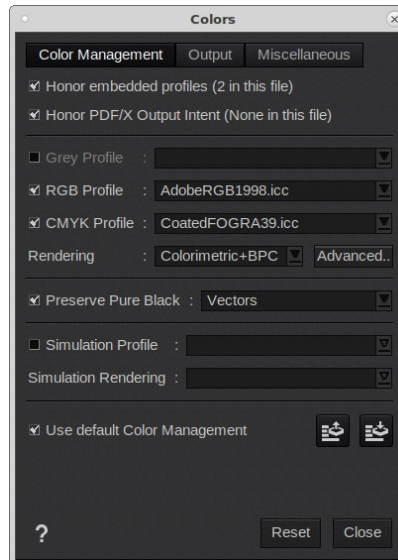 Colors
Color Management Output Miscellaneous
Honor embedded profiles (2 in this file)
Honor PDF/X Output Intent (None in this file)
Grey Profile :
RGB Profile : AdobeRGB1998.icc
CMYK Profile : CoatedFOGRA39.icc
Rendering : Colorimetric+BPC Advanced..
Preserve Pure Black : Vectors
Simulation Profile :
Simulation Rendering :
Use default Color Management
? Reset Close